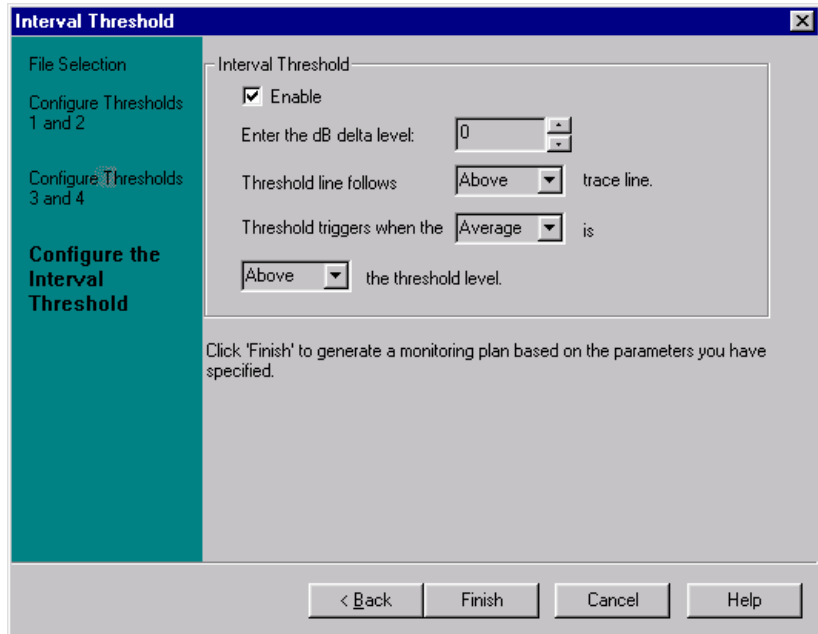 Interval Threshold
File Selection
Configure Thresholds
1 and 2
Configure Thresholds
3 and 4
Configure the
Interval
Threshold
Interval Threshold
Enable
Enter the dB delta level: 0
Threshold line follows Above trace line.
Threshold triggers when the Average is
Above the threshold level.
Click 'Finish' to generate a monitoring plan based on the parameters you have
specified.
< Back Finish Cancel Help